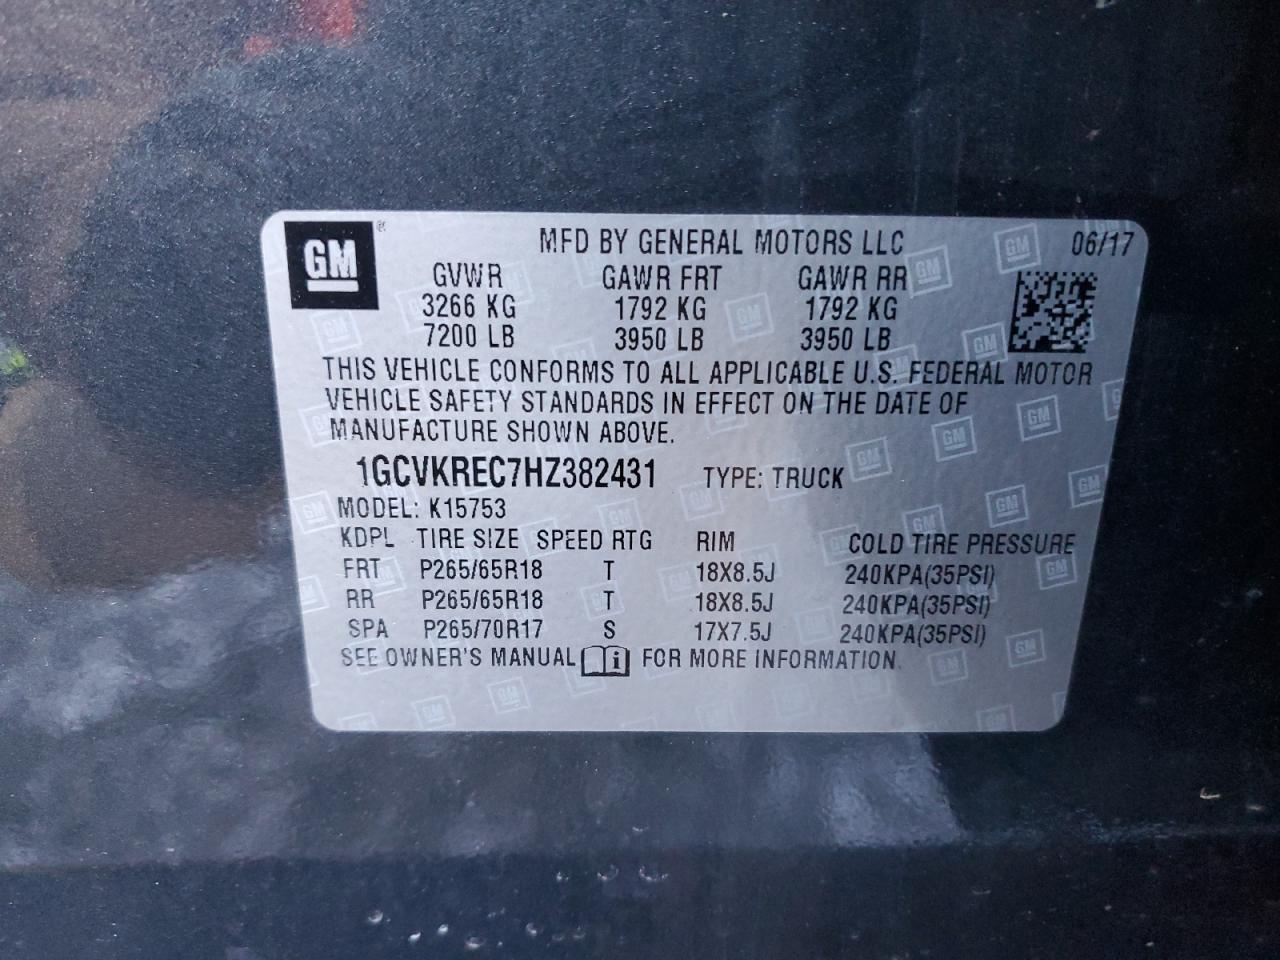 GM ® MFD BY GENERAL MOTORS LLC 06/17
GVWR GAWR FRT GAWR RR
3266 KG 1792 KG 1792 KG
7200 LB 3950 LB 3950 LB
THIS VEHICLE CONFORMS TO ALL APPLICABLE U.S. FEDERAL MOTOR
VEHICLE SAFETY STANDARDS IN EFFECT ON THE DATE OF
MANUFACTURE SHOWN ABOVE.
1GCVKREC7HZ382431 TYPE: TRUCK
MODEL: K15753
KDPL TIRE SIZE SPEED RTG RIM COLD TIRE PRESSURE
FRT P265/65R18 T 18X8.5J 240KPA(35PSI)
RR P265/65R18 T 18X8.5J 240KPA(35PSI)
SPA P265/70R17 S 17X7.5J 240KPA(35PSI)
SEE OWNER'S MANUAL i FOR MORE INFORMATION.